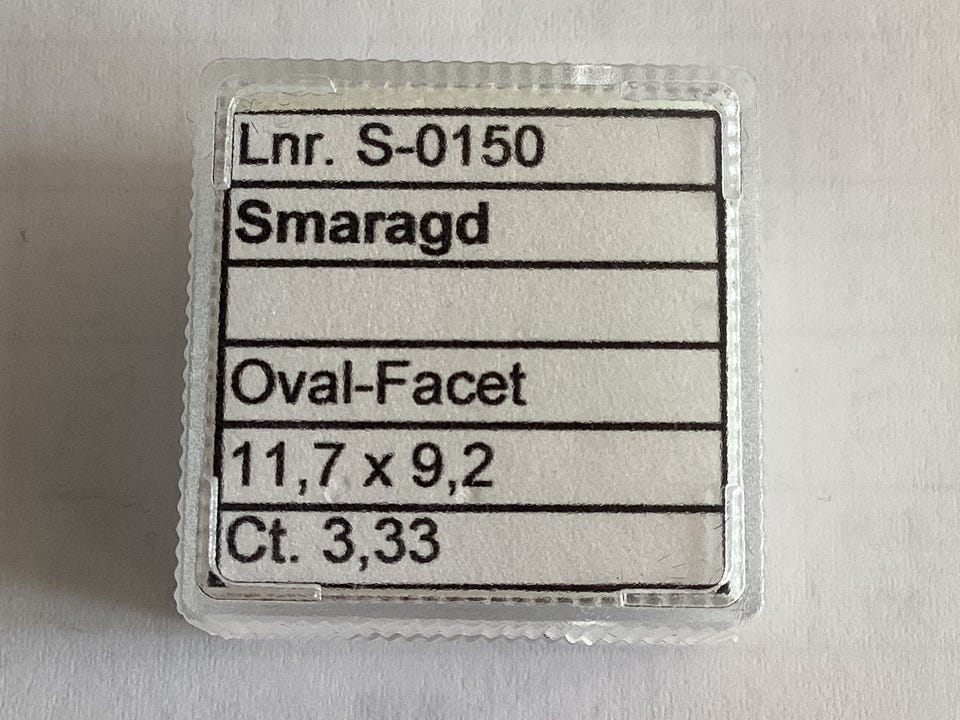 Lnr. S-0150
Smaragd
Oval-Facet
11,7 x 9,2
Ct. 3,33